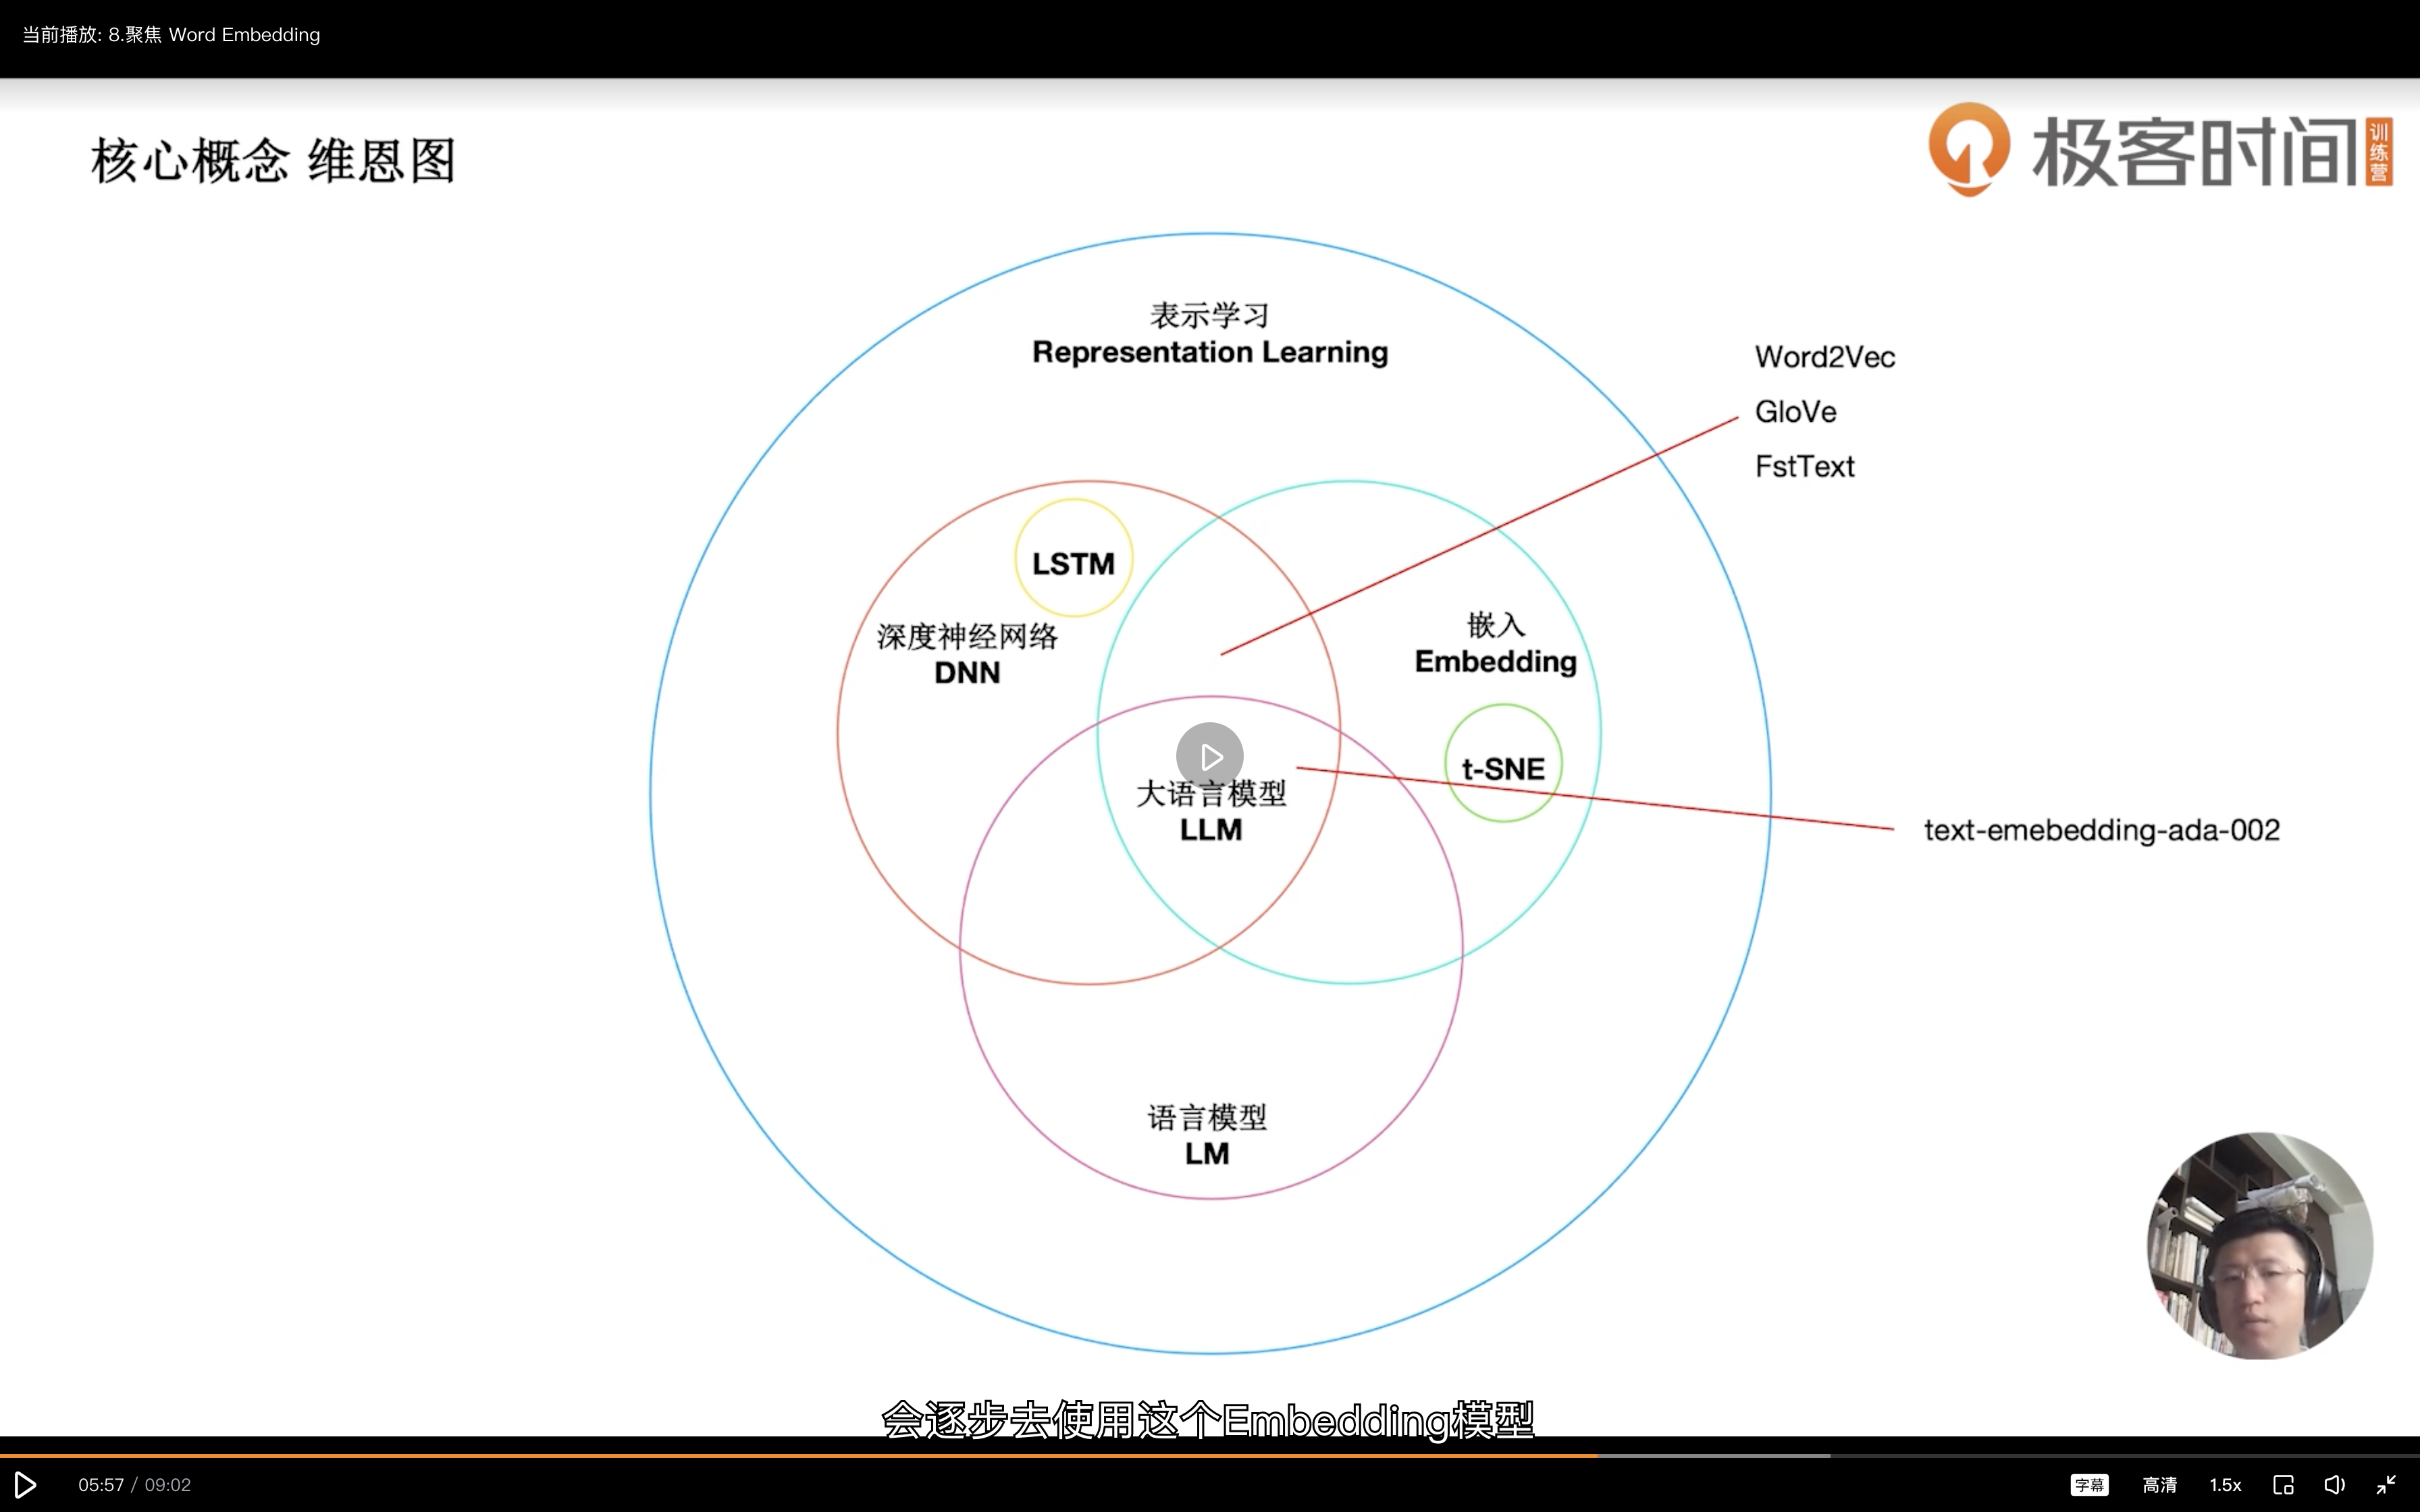 当前播放: 8.聚焦 Word Embedding
核心概念 维恩图
极客时间
训练营
表示学习
Representation Learning
Word2Vec
GloVe
FstText
LSTM
深度神经网络
DNN
嵌入
Embedding
t-SNE
大语言模型
LLM
text-emebedding-ada-002
语言模型
LM
会逐步去使用这个Embedding模型
05:57 / 09:02
字幕
高清
1.5x